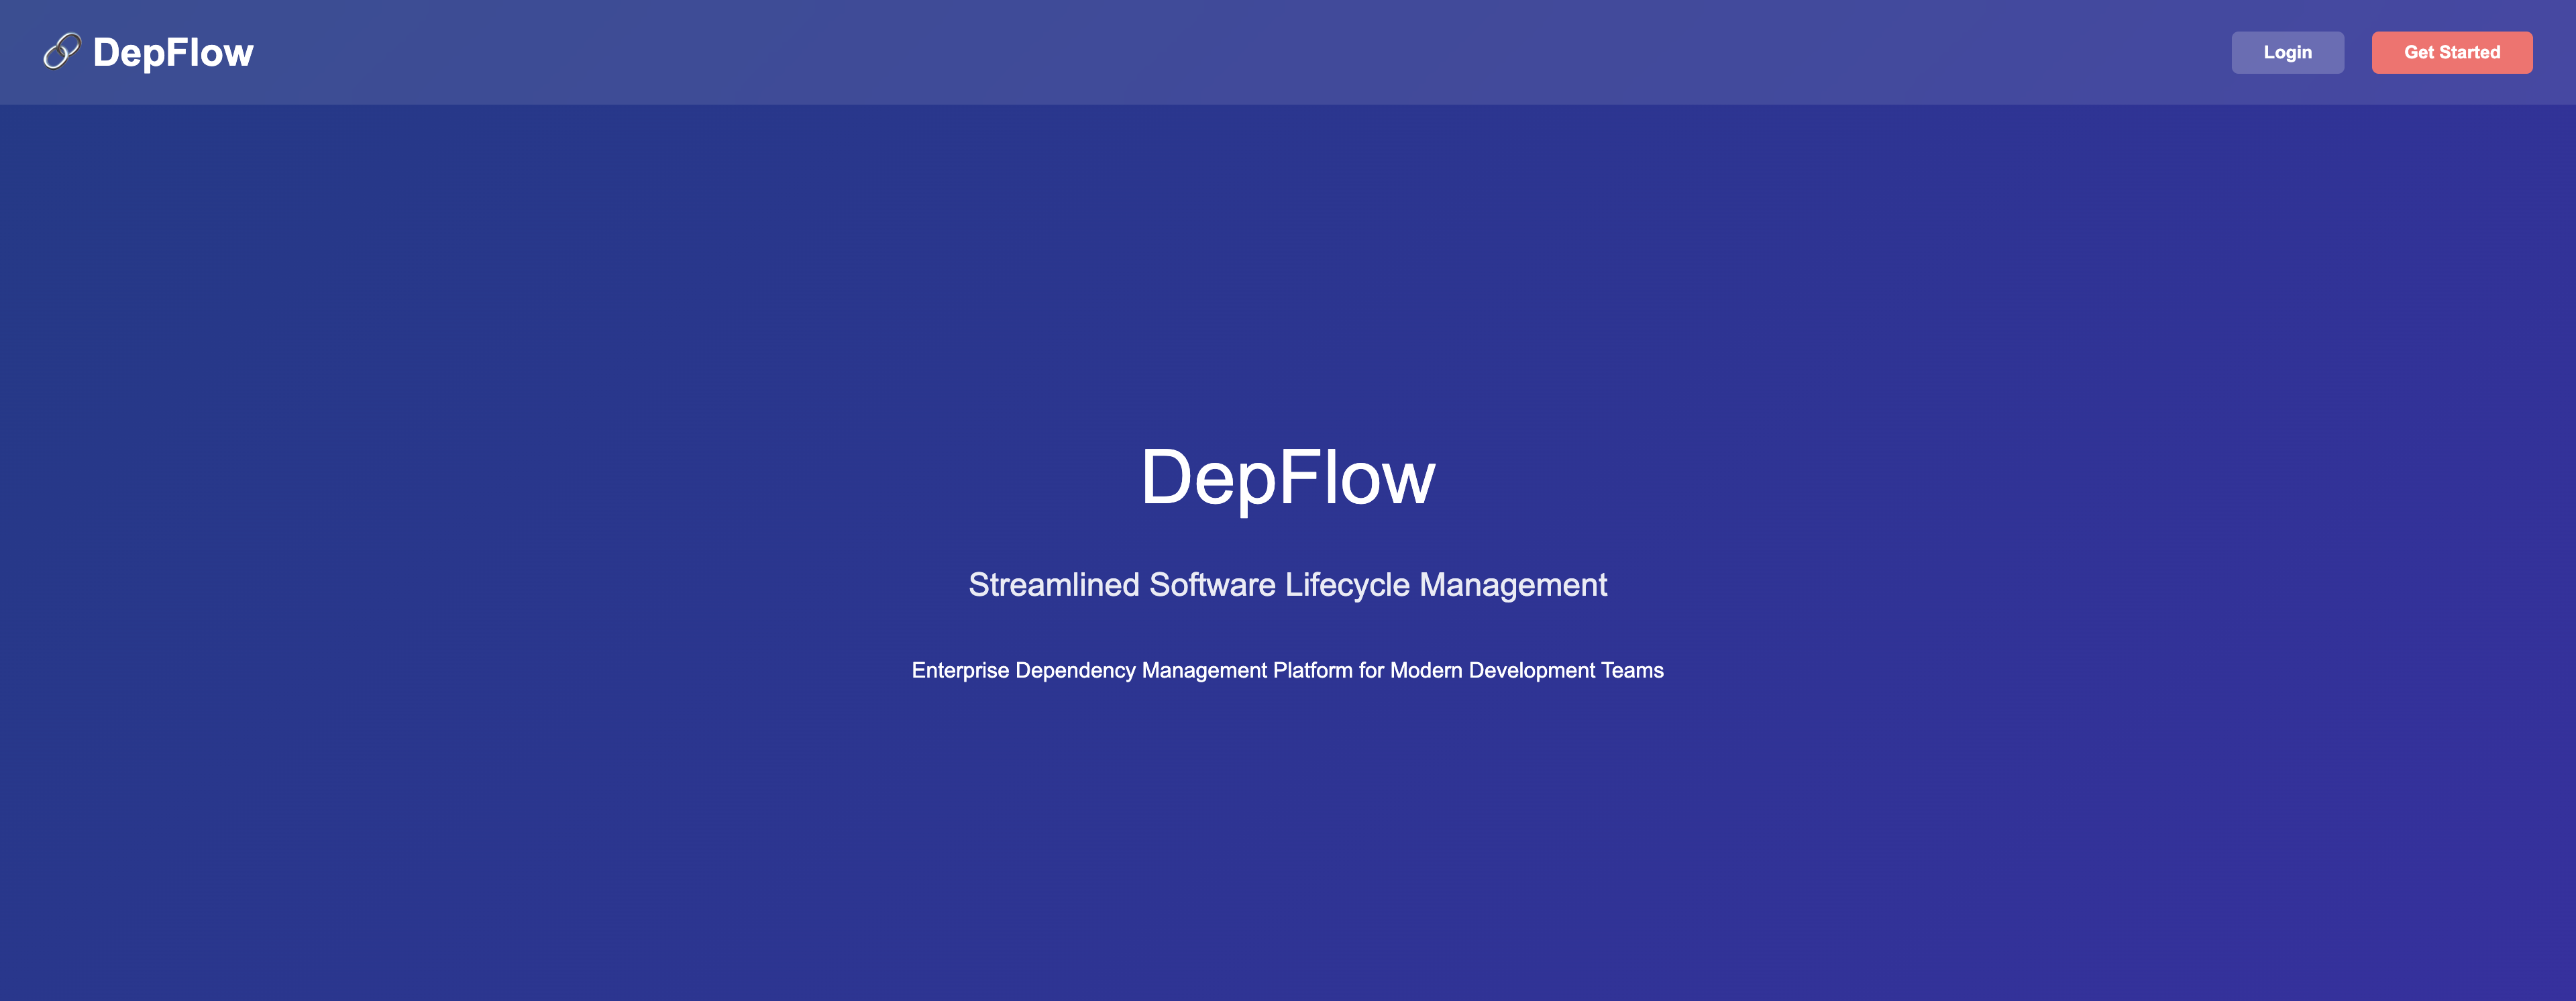 DepFlow
Login
Get Started
DepFlow
Streamlined Software Lifecycle Management
Enterprise Dependency Management Platform for Modern Development Teams